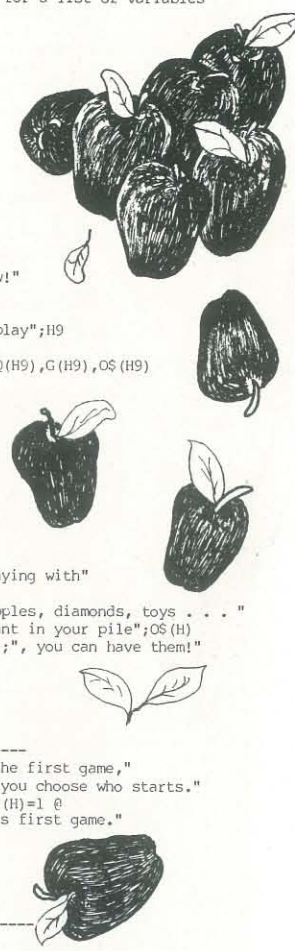 for a list of variables
!"
play";H9
(H9),G(H9),O$(H9)
ying with"
ples, diamonds, toys . . . "
nt in your pile";O$(H)
;", you can have them!"
---
he first game,"
you choose who starts."
(H)=1 @
s first game."
----